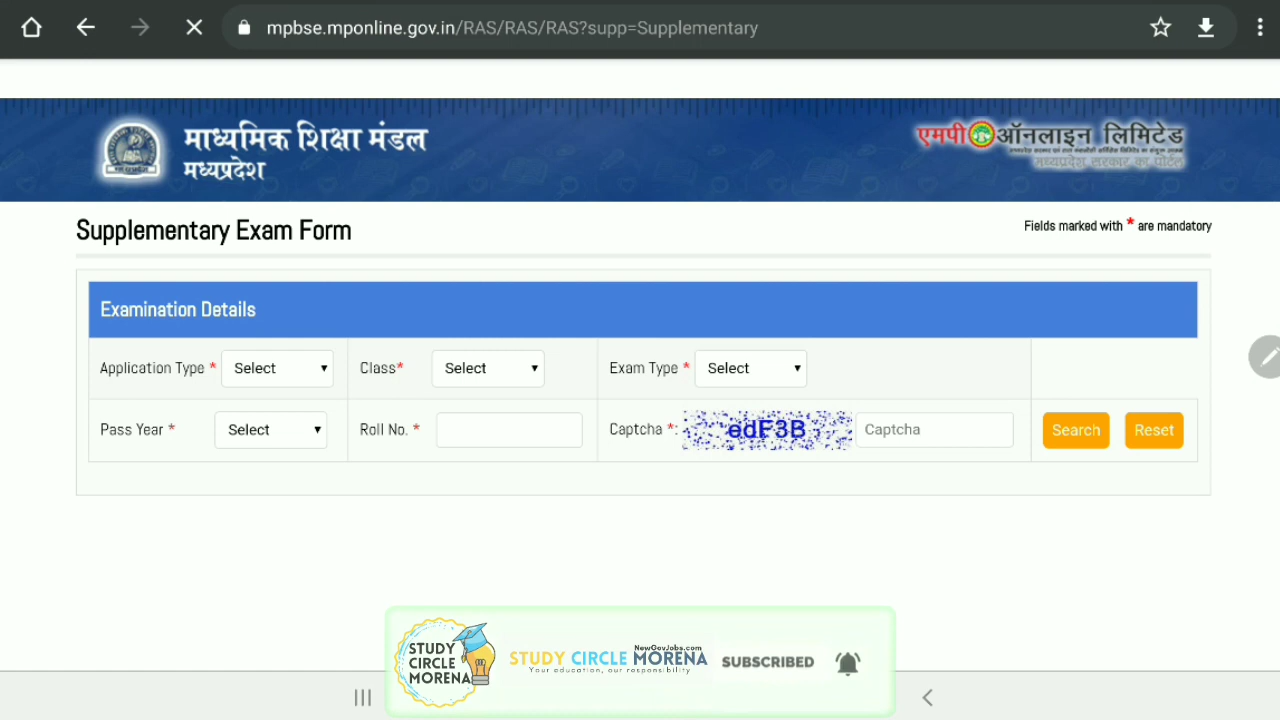 mpbse.mponline.gov.in/RAS/RAS/RAS?supp=Supplementary
माध्यमिक शिक्षा मंडल
मध्यप्रदेश
एमपी ऑनलाइन लिमिटेड
मध्यप्रदेश सरकार का पोर्टल
Supplementary Exam Form
Fields marked with * are mandatory
Examination Details
Application Type * Select Class* Select Exam Type * Select
Pass Year * Select Roll No. * Captcha *: edF3B Captcha Search Reset
STUDY CIRCLE MORENA
NewGovJobs.com
STUDY CIRCLE MORENA
Your education, our responsibility
SUBSCRIBED